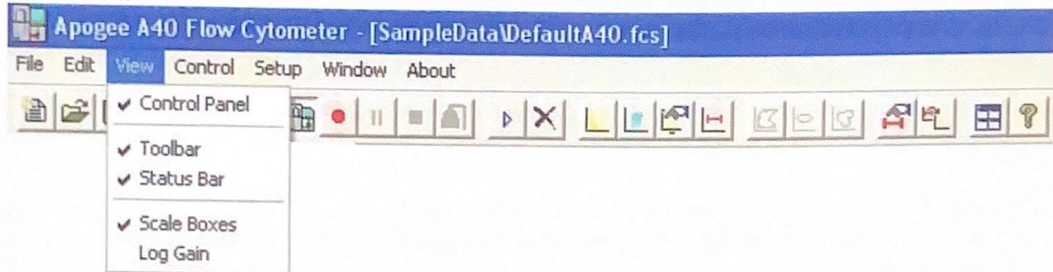 Apogee A40 Flow Cytometer - [SampleData\DefaultA40.fcs]
File Edit View Control Setup Window About
✓ Control Panel
✓ Toolbar
✓ Status Bar
✓ Scale Boxes
Log Gain